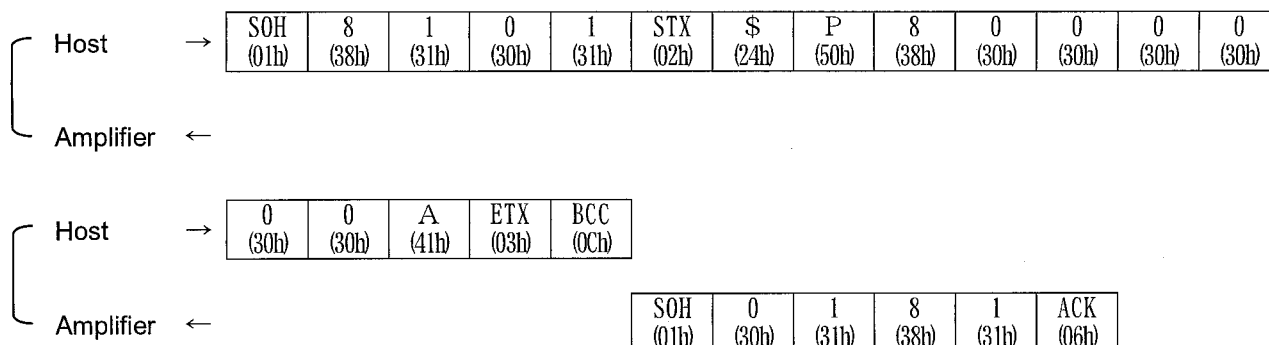 Host → SOH 8 1 0 1 STX $ P 8 0 0 0 0
(01h) (38h) (31h) (30h) (31h) (02h) (24h) (50h) (38h) (30h) (30h) (30h) (30h)
Amplifier ←
Host → 0 0 A ETX BCC
(30h) (30h) (41h) (03h) (0Ch)
Amplifier ← SOH 0 1 8 1 ACK
(01h) (30h) (31h) (38h) (31h) (06h)